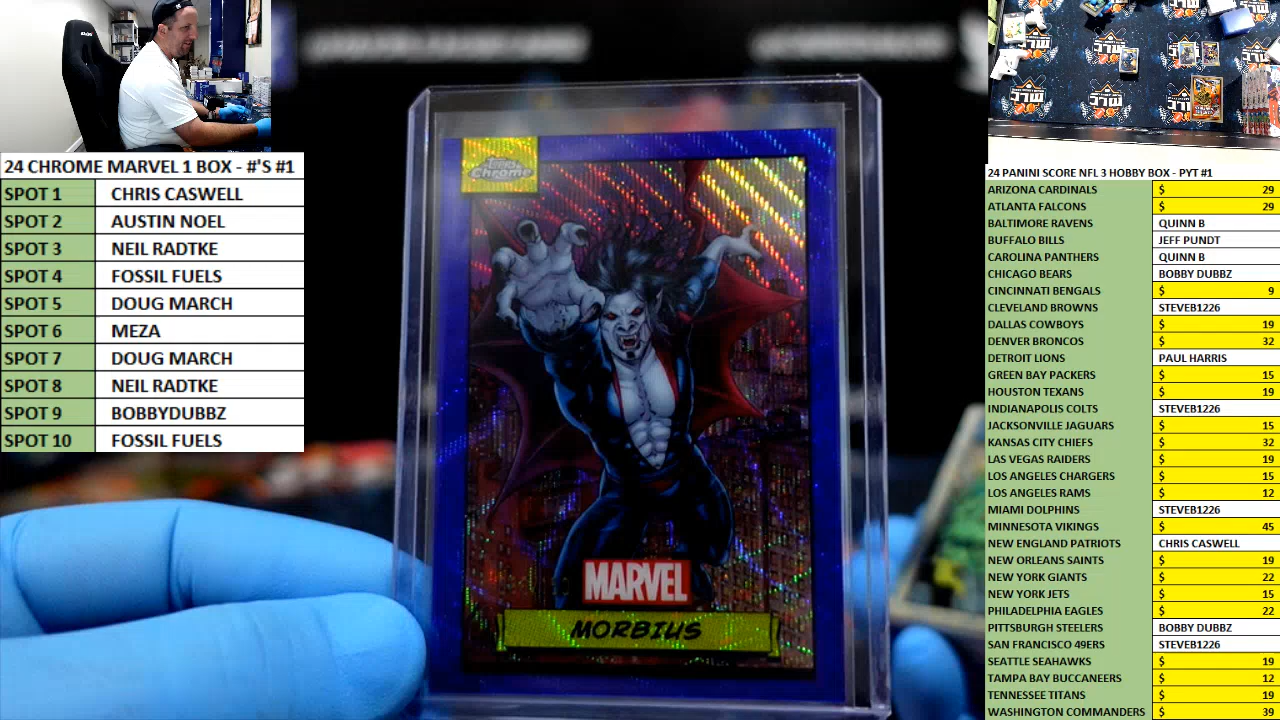 24 CHROME MARVEL 1 BOX - #'S #1
SPOT 1 CHRIS CASWELL
SPOT 2 AUSTIN NOEL
SPOT 3 NEIL RADTKE
SPOT 4 FOSSIL FUELS
SPOT 5 DOUG MARCH
SPOT 6 MEZA
SPOT 7 DOUG MARCH
SPOT 8 NEIL RADTKE
SPOT 9 BOBBYDUBBZ
SPOT 10 FOSSIL FUELS
Topps
Chrome
MARVEL
MORBIUS
24 PANINI SCORE NFL 3 HOBBY BOX - PYT #1
ARIZONA CARDINALS $ 29
ATLANTA FALCONS $ 29
BALTIMORE RAVENS QUINN B
BUFFALO BILLS JEFF PUNDT
CAROLINA PANTHERS QUINN B
CHICAGO BEARS BOBBY DUBBZ
CINCINNATI BENGALS $ 9
CLEVELAND BROWNS STEVEB1226
DALLAS COWBOYS $ 19
DENVER BRONCOS $ 32
DETROIT LIONS PAUL HARRIS
GREEN BAY PACKERS $ 15
HOUSTON TEXANS $ 19
INDIANAPOLIS COLTS STEVEB1226
JACKSONVILLE JAGUARS $ 15
KANSAS CITY CHIEFS $ 32
LAS VEGAS RAIDERS $ 19
LOS ANGELES CHARGERS $ 15
LOS ANGELES RAMS $ 12
MIAMI DOLPHINS STEVEB1226
MINNESOTA VIKINGS $ 45
NEW ENGLAND PATRIOTS CHRIS CASWELL
NEW ORLEANS SAINTS $ 19
NEW YORK GIANTS $ 22
NEW YORK JETS $ 15
PHILADELPHIA EAGLES $ 22
PITTSBURGH STEELERS BOBBY DUBBZ
SAN FRANCISCO 49ERS STEVEB1226
SEATTLE SEAHAWKS $ 19
TAMPA BAY BUCCANEERS $ 12
TENNESSEE TITANS $ 19
WASHINGTON COMMANDERS $ 39